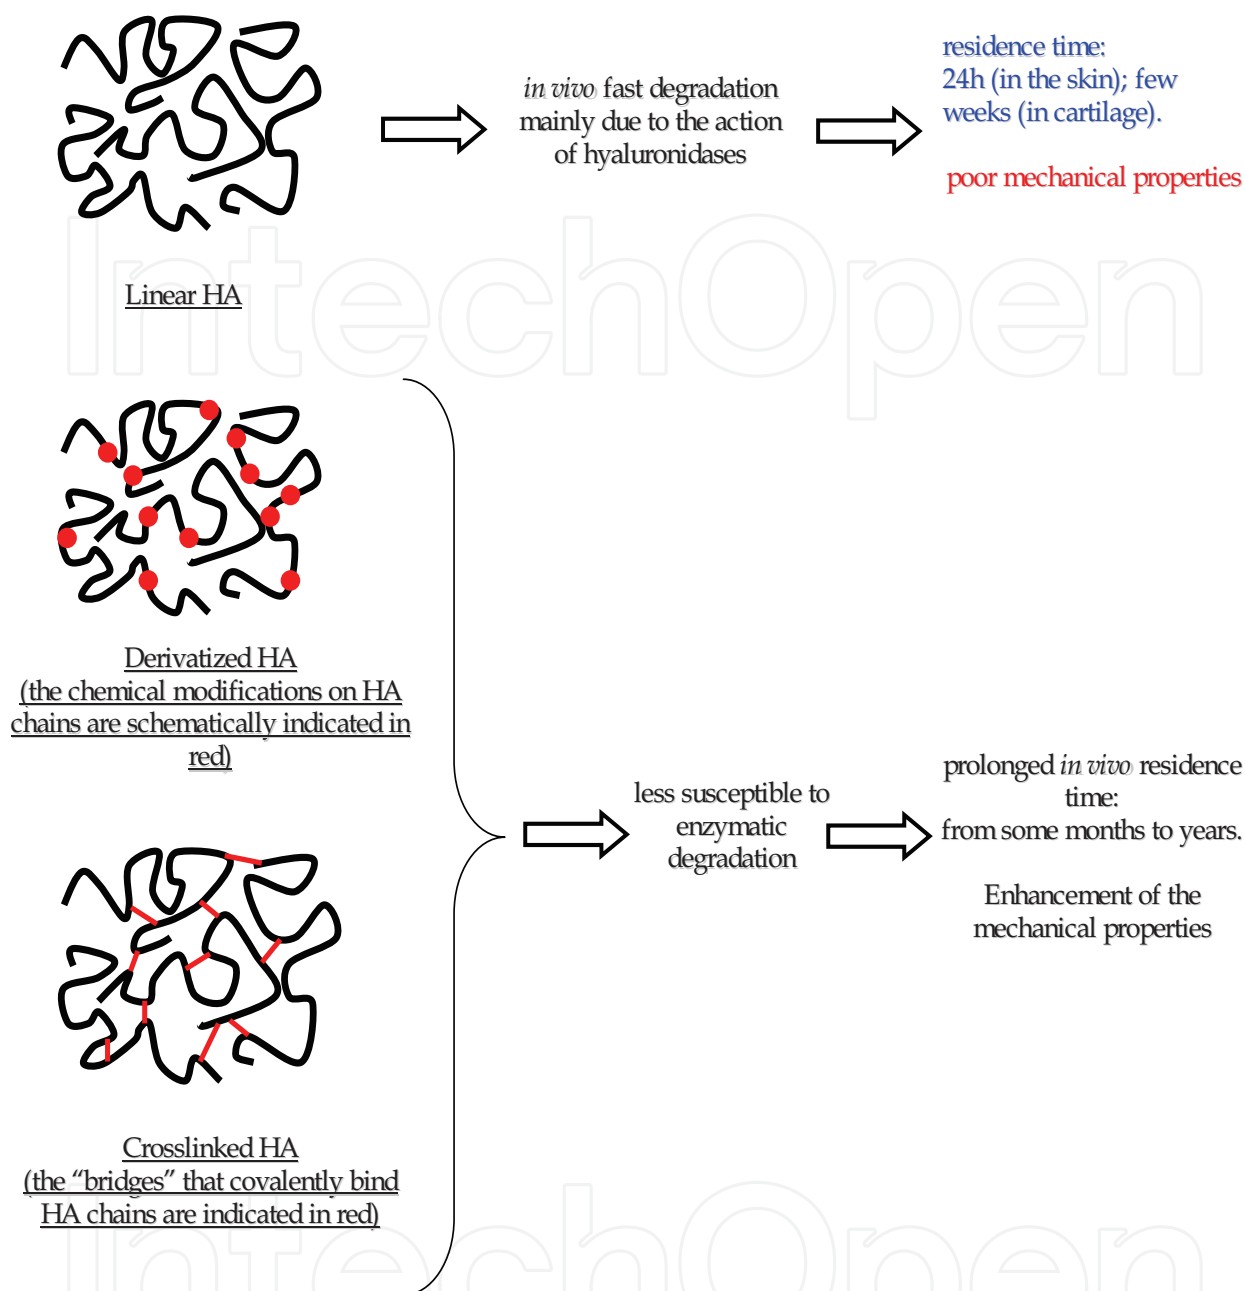 in vivo fast degradation
mainly due to the action
of hyaluronidases
residence time:
24h (in the skin); few
weeks (in cartilage).
poor mechanical properties
Linear HA
IntechOpen
Derivatized HA
(the chemical modifications on HA
chains are schematically indicated in
red)
less susceptible to
enzymatic
degradation
prolonged in vivo residence
time:
from some months to years.
Enhancement of the
mechanical properties
Crosslinked HA
(the “bridges” that covalently bind
HA chains are indicated in red)
IntechOpen